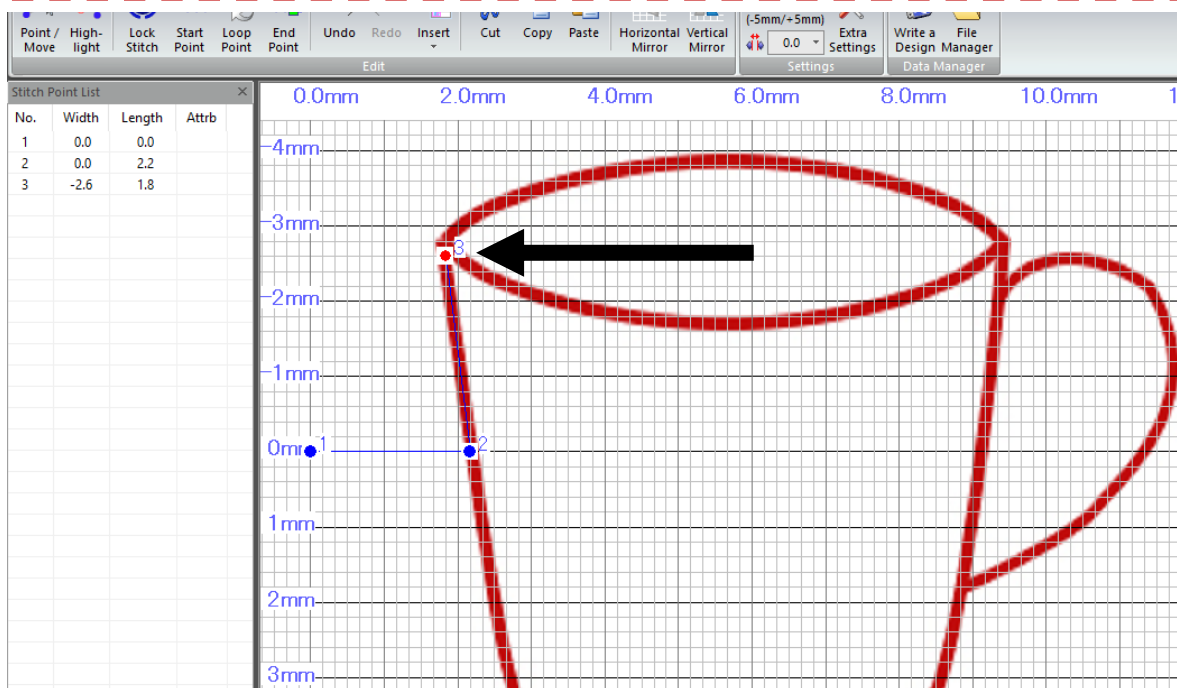 (-5mm/+5mm)
Point / High- Lock Start Loop End Undo Redo Insert Cut Copy Paste Horizontal Vertical Extra Write a File
Move light Stitch Point Point Point Mirror Mirror 0.0 Settings Design Manager
Edit Settings Data Manager
Stitch Point List
No. Width Length Attrb
1 0.0 0.0
2 0.0 2.2
3 -2.6 1.8
0.0mm 2.0mm 4.0mm 6.0mm 8.0mm 10.0mm
-4mm
-3mm
3
-2mm
-1mm
1 2
1mm
2mm
3mm